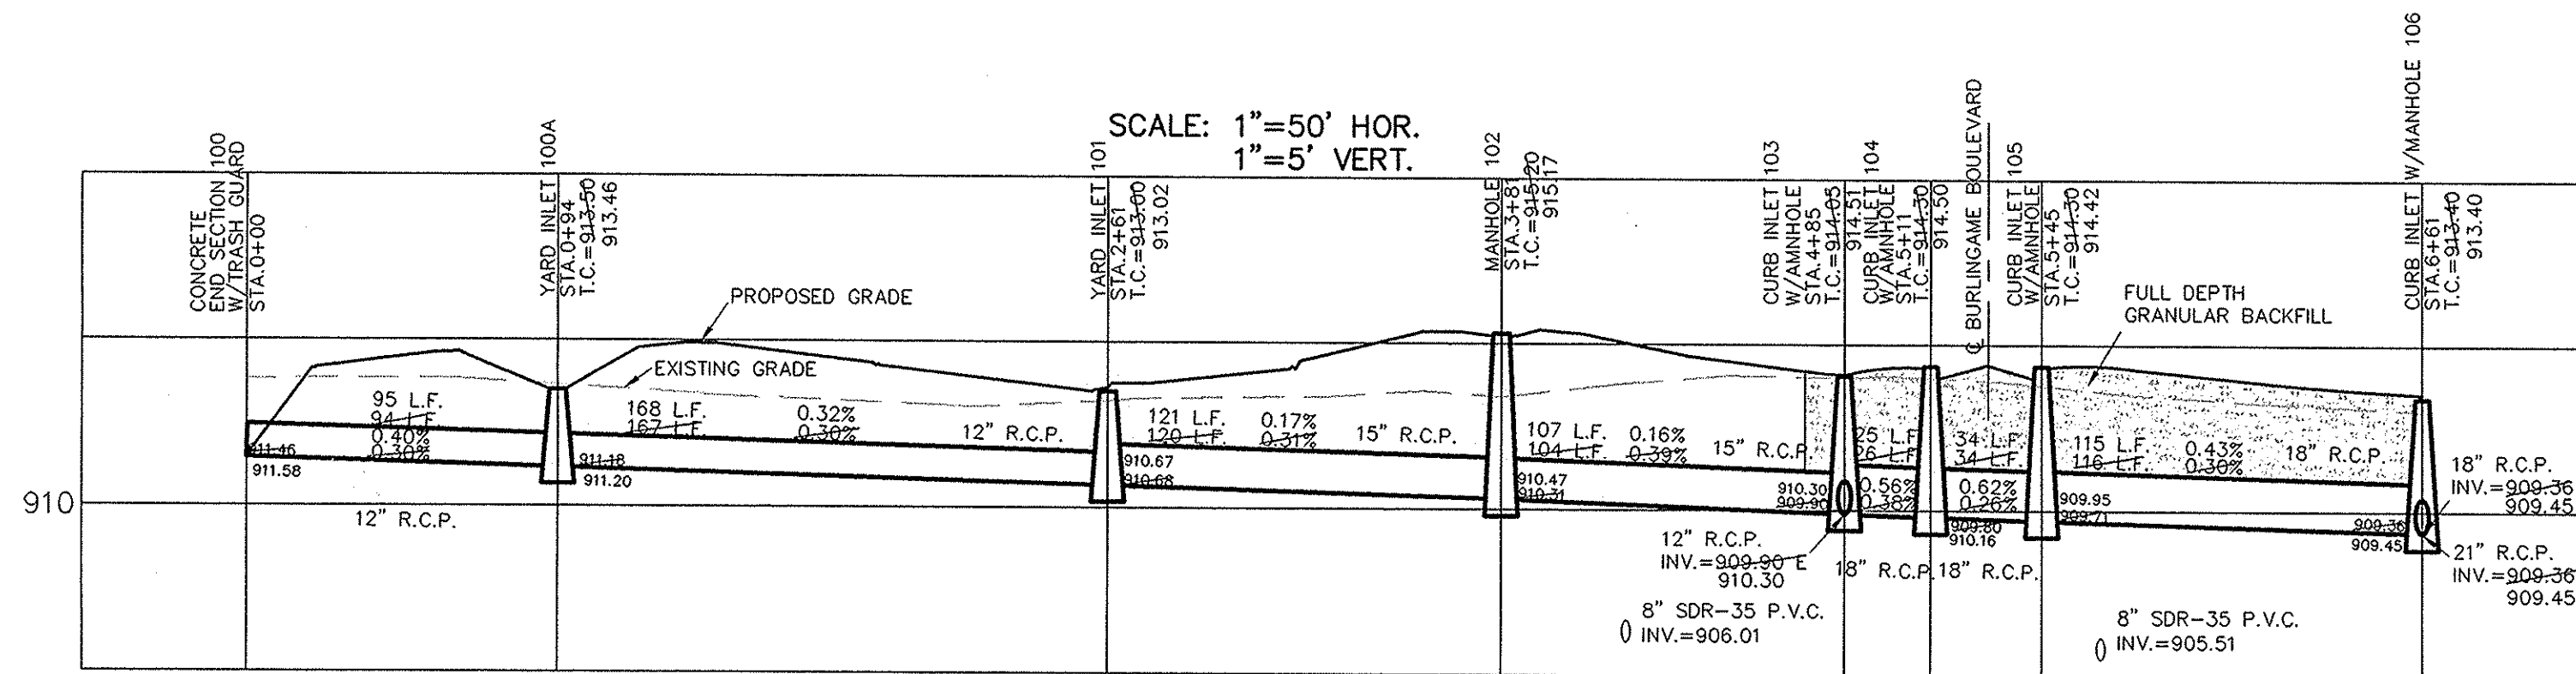 SCALE: 1"=50' HOR.
1"=5' VERT.
CONCRETE
END SECTION 100
W/TRASH GUARD
STA.0+00
YARD INLET 100A
STA.0+94
T.C.=913.50
913.46
YARD INLET 101
STA.2+61
T.C.=913.00
913.02
MANHOLE 102
STA.3+81
T.C.=915.20
915.17
CURB INLET 103
W/AMNHOLE
STA.4+85
T.C.=914.05
914.51
CURB INLET 104
W/AMNHOLE
STA.5+11
T.C.=914.30
914.50
℄ BURLINGAME BOULEVARD
CURB INLET 105
W/AMNHOLE
STA.5+45
T.C.=914.30
914.42
CURB INLET W/MANHOLE 106
STA.6+61
T.C.=913.40
913.40
PROPOSED GRADE
EXISTING GRADE
FULL DEPTH
GRANULAR BACKFILL
95 L.F.
94 L.F.
0.40%
0.30%
911.46
911.58
12" R.C.P.
168 L.F. 0.32%
167 L.F. 0.30%
12" R.C.P.
911.18
911.20
121 L.F. 0.17%
120 L.F. 0.31%
15" R.C.P.
910.67
910.68
107 L.F. 0.16%
104 L.F. 0.39%
15" R.C.P.
910.47
910.31
910.30
909.90
25 L.F.
26 L.F.
0.56%
0.38%
34 L.F.
34 L.F.
0.62%
0.26%
909.80
910.16
115 L.F. 0.43%
116 L.F. 0.30%
18" R.C.P.
909.95
909.71
909.36
909.45
18" R.C.P.
INV.=909.36
909.45
21" R.C.P.
INV.=909.36
909.45
910
12" R.C.P.
INV.=909.90 E
910.30
18" R.C.P.
18" R.C.P.
8" SDR-35 P.V.C.
INV.=906.01
8" SDR-35 P.V.C.
INV.=905.51